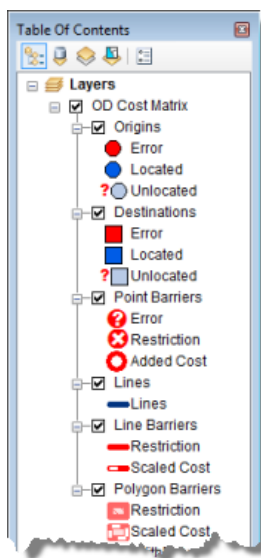 Table Of Contents
Layers
OD Cost Matrix
Origins
Error
Located
? Unlocated
Destinations
Error
Located
? Unlocated
Point Barriers
? Error
Restriction
Added Cost
Lines
Lines
Line Barriers
Restriction
Scaled Cost
Polygon Barriers
Restriction
Scaled Cost